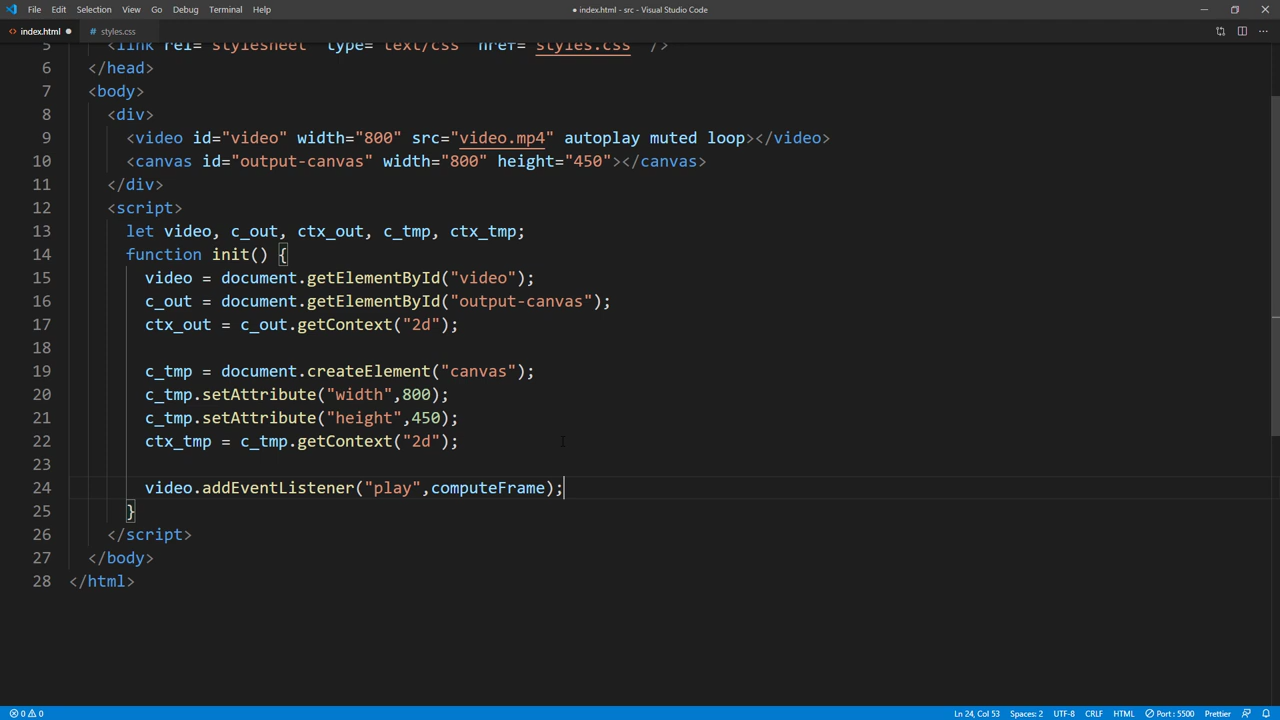 File Edit Selection View Go Debug Terminal Help
● index.html - src - Visual Studio Code
index.html ●
# styles.css
5 <link rel="stylesheet" type="text/css" href="styles.css" />
6 </head>
7 <body>
8 <div>
9 <video id="video" width="800" src="video.mp4" autoplay muted loop></video>
10 <canvas id="output-canvas" width="800" height="450"></canvas>
11 </div>
12 <script>
13 let video, c_out, ctx_out, c_tmp, ctx_tmp;
14 function init() {
15 video = document.getElementById("video");
16 c_out = document.getElementById("output-canvas");
17 ctx_out = c_out.getContext("2d");
18
19 c_tmp = document.createElement("canvas");
20 c_tmp.setAttribute("width",800);
21 c_tmp.setAttribute("height",450);
22 ctx_tmp = c_tmp.getContext("2d");
23
24 video.addEventListener("play",computeFrame);
25 }
26 </script>
27 </body>
28 </html>
0 0
Ln 24, Col 53 Spaces: 2 UTF-8 CRLF HTML Port : 5500 Prettier